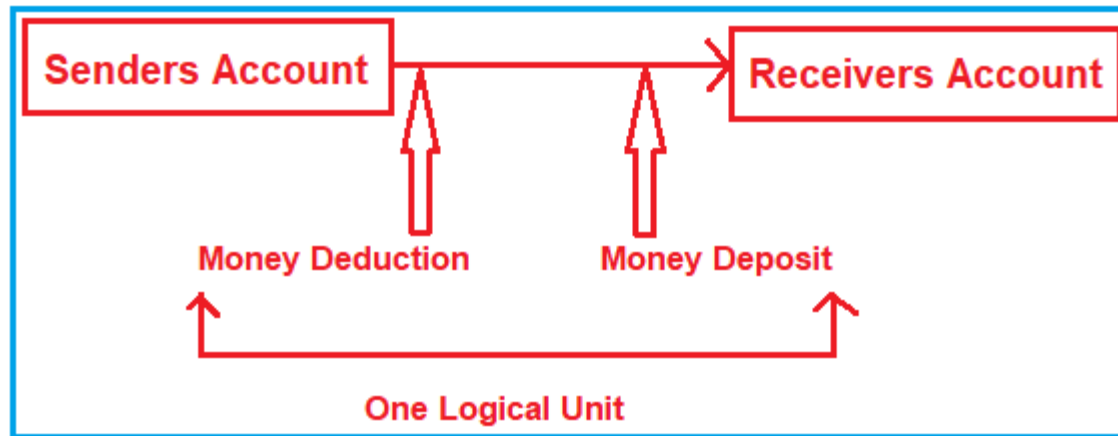 Senders Account
Receivers Account
Money Deduction
Money Deposit
One Logical Unit